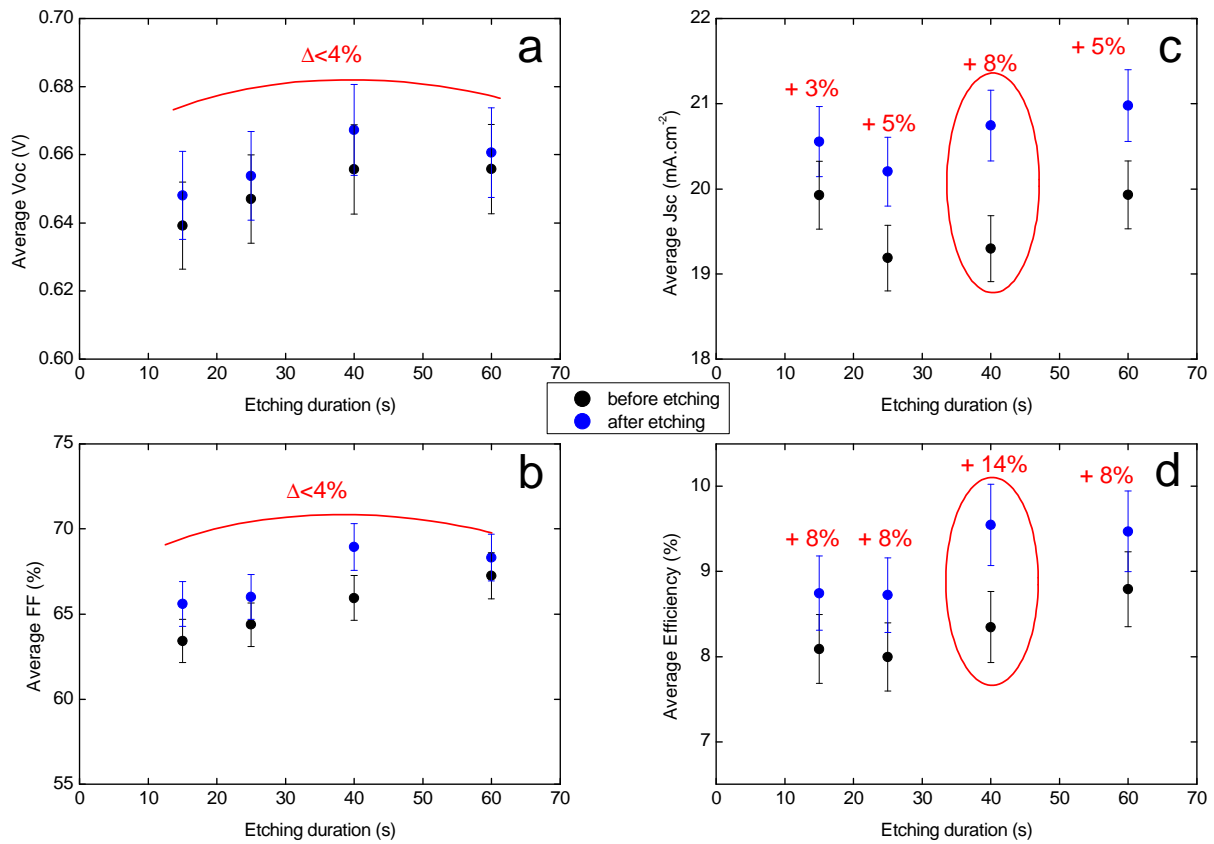 a
Δ<4%
0.70
0.68
0.66
0.64
0.62
0.60
Average Voc (V)
0 10 20 30 40 50 60 70
Etching duration (s)
c
+ 3%
+ 5%
+ 8%
+ 5%
22
21
20
19
18
Average Jsc (mA.cm⁻²)
0 10 20 30 40 50 60 70
Etching duration (s)
before etching
after etching
b
Δ<4%
75
70
65
60
55
Average FF (%)
0 10 20 30 40 50 60 70
Etching duration (s)
d
+ 8%
+ 8%
+ 14%
+ 8%
10
9
8
7
Average Efficiency (%)
0 10 20 30 40 50 60 70
Etching duration (s)